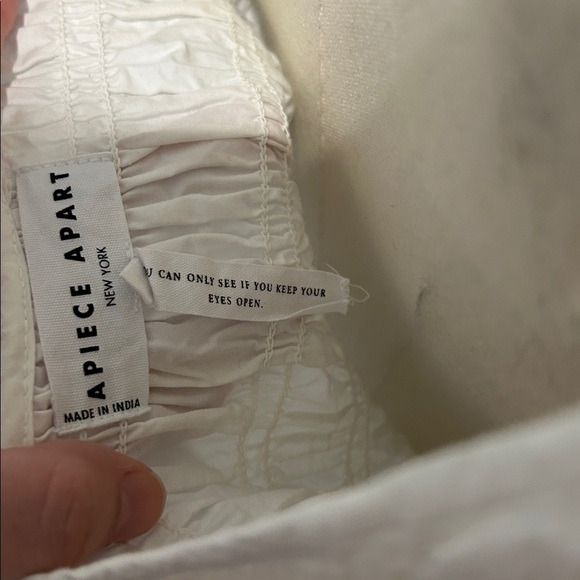 APIECE APART
NEW YORK
MADE IN INDIA
U CAN ONLY SEE IF YOU KEEP YOUR
EYES OPEN.